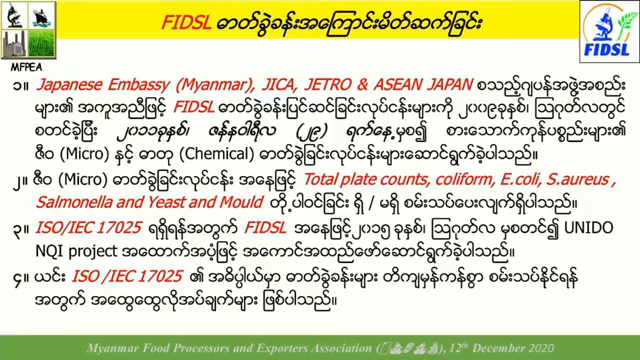 FIDSL ဓာတ်ခွဲခန်းအကြောင်းမိတ်ဆက်ခြင်း
MFPEA
FIDSL
၁။ Japanese Embassy (Myanmar), JICA, JETRO & ASEAN JAPAN စသည့်ဂျပန်အဖွဲ့အစည်း
များ၏ အကူအညီဖြင့် FIDSL ဓာတ်ခွဲခန်းပြင်ဆင်ခြင်းလုပ်ငန်းများကို ၂၀၀၉ခုနှစ်၊ ဩဂုတ်လတွင်
စတင်ခဲ့ပြီး ၂၀၁၁ခုနှစ်၊ ဇန်နဝါရီလ (၂၉) ရက်နေ့မှစ၍ စားသောက်ကုန်ပစ္စည်းများ၏
ဇီဝ (Micro) နှင့် ဓာတု (Chemical) ဓာတ်ခွဲခြင်းလုပ်ငန်းများဆောင်ရွက်ခဲ့ပါသည်။
၂။ ဇီဝ (Micro) ဓာတ်ခွဲခြင်းလုပ်ငန်း အနေဖြင့် Total plate counts, coliform, E.coli, S.aureus ,
Salmonella and Yeast and Mould တို့ပါဝင်ခြင်း ရှိ / မရှိ စမ်းသပ်ပေးလျက်ရှိပါသည်။
၃။ ISO/IEC 17025 ရရှိရန်အတွက် FIDSL အနေဖြင့်၂၀၁၅ခုနှစ်၊ ဩဂုတ်လ မှစတင်၍ UNIDO
NQI project အထောက်အပံ့ဖြင့် အကောင်အထည်ဖော်ဆောင်ရွက်ခဲ့ပါသည်။
၄။ ယင်း ISO /IEC 17025 ၏ အဓိပ္ပါယ်မှာ ဓာတ်ခွဲခန်းများ တိကျမှန်ကန်စွာ စမ်းသပ်နိုင်ရန်
အတွက် အထွေထွေလိုအပ်ချက်များ ဖြစ်ပါသည်။
Myanmar Food Processors and Exporters Association 12th December 2020